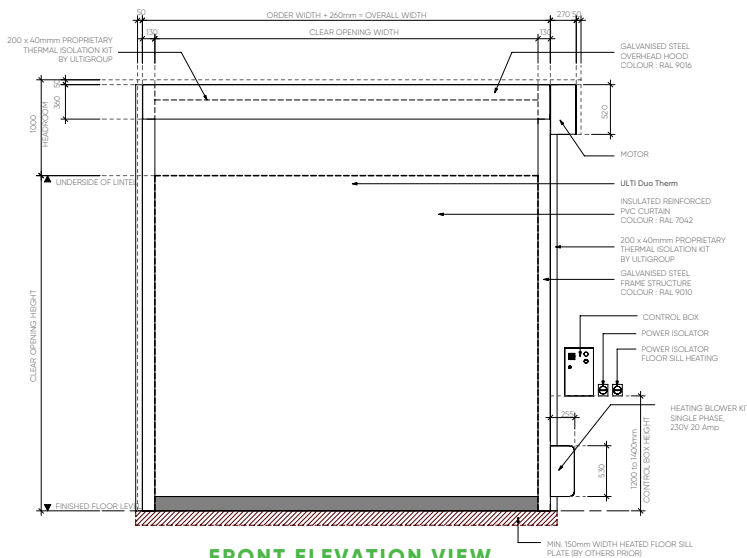 50
ORDER WIDTH + 260mm = OVERALL WIDTH
270
50
130
CLEAR OPENING WIDTH
130
200 x 40mmm PROPRIETARY
THERMAL ISOLATION KIT
BY ULTIGROUP
GALVANISED STEEL
OVERHEAD HOOD
COLOUR : RAL 9016
50
360
1000
HEADROOM
520
MOTOR
UNDERSIDE OF LINTEL
ULTI Duo Therm
INSULATED REINFORCED
PVC CURTAIN
COLOUR : RAL 7042
200 x 40mmm PROPRIETARY
THERMAL ISOLATION KIT
BY ULTIGROUP
GALVANISED STEEL
FRAME STRUCTURE
COLOUR : RAL 9010
CLEAR OPENING HEIGHT
CONTROL BOX
POWER ISOLATOR
POWER ISOLATOR
FLOOR SILL HEATING
HEATING BLOWER KIT
SINGLE PHASE,
230V 20 Amp
255
530
1200 to 1400mm
CONTROL BOX HEIGHT
FINISHED FLOOR LEVEL
MIN. 150mm WIDTH HEATED FLOOR SILL
PLATE (BY OTHERS PRIOR)
FRONT ELEVATION VIEW